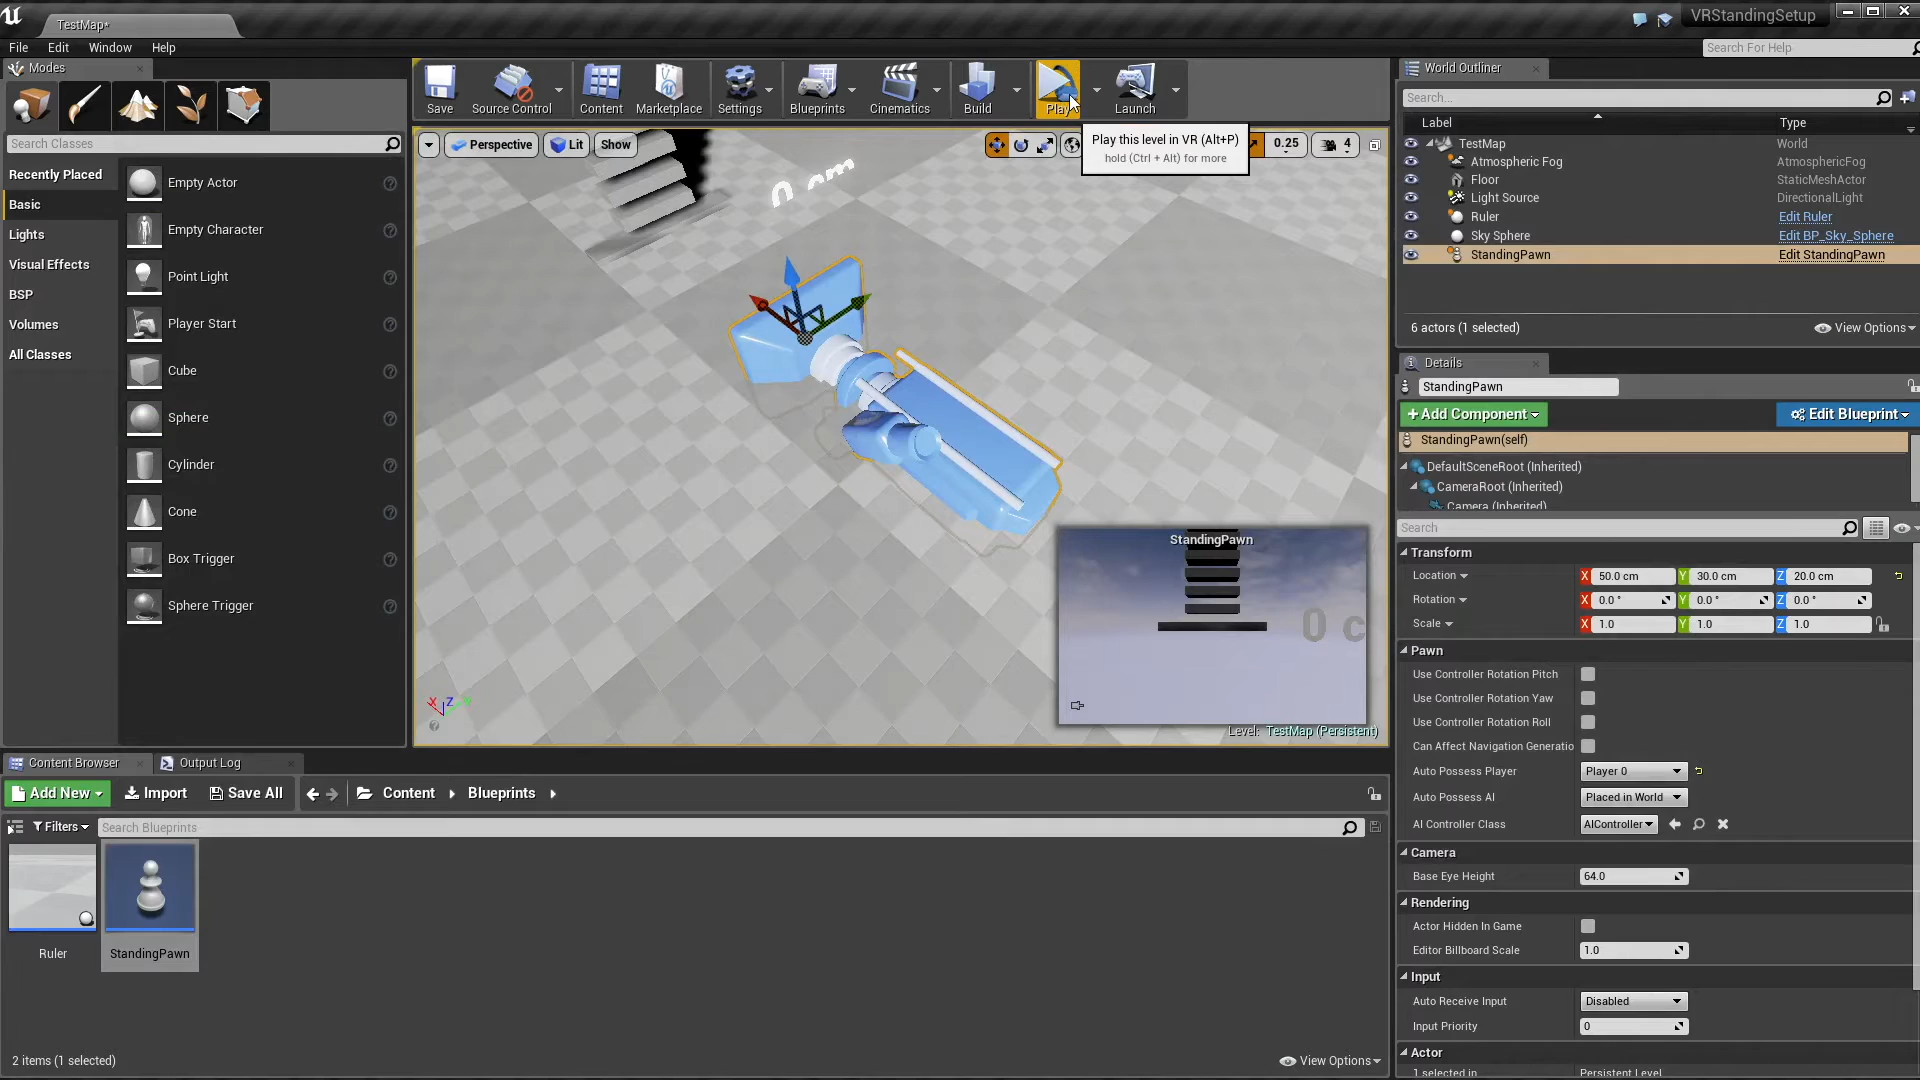 TestMap*
VRStandingSetup
File Edit Window Help
Search For Help
Modes
Search Classes
Recently Placed
Basic
Lights
Visual Effects
BSP
Volumes
All Classes
Empty Actor
Empty Character
Point Light
Player Start
Cube
Sphere
Cylinder
Cone
Box Trigger
Sphere Trigger
Save
Source Control
Content
Marketplace
Settings
Blueprints
Cinematics
Build
Play
Launch
Play this level in VR (Alt+P)
hold (Ctrl + Alt) for more
Perspective
Lit
Show
0.25
4
0 cm
StandingPawn
0 c
X Z Y
Level: TestMap (Persistent)
World Outliner
Search...
Label Type
TestMap World
Atmospheric Fog AtmosphericFog
Floor StaticMeshActor
Light Source DirectionalLight
Ruler Edit Ruler
Sky Sphere Edit BP_Sky_Sphere
StandingPawn Edit StandingPawn
6 actors (1 selected)
View Options
Details
StandingPawn
+Add Component
Edit Blueprint
StandingPawn(self)
DefaultSceneRoot (Inherited)
CameraRoot (Inherited)
Camera (Inherited)
Search
Transform
Location X 50.0 cm Y 30.0 cm Z 20.0 cm
Rotation X 0.0 ° Y 0.0 ° Z 0.0 °
Scale X 1.0 Y 1.0 Z 1.0
Pawn
Use Controller Rotation Pitch
Use Controller Rotation Yaw
Use Controller Rotation Roll
Can Affect Navigation Generatio
Auto Possess Player Player 0
Auto Possess AI Placed in World
AI Controller Class AIController
Camera
Base Eye Height 64.0
Rendering
Actor Hidden In Game
Editor Billboard Scale 1.0
Input
Auto Receive Input Disabled
Input Priority 0
Actor
1 selected in Persistent Level
Content Browser
Output Log
Add New
Import
Save All
Content
Blueprints
Filters
Search Blueprints
Ruler
StandingPawn
2 items (1 selected)
View Options